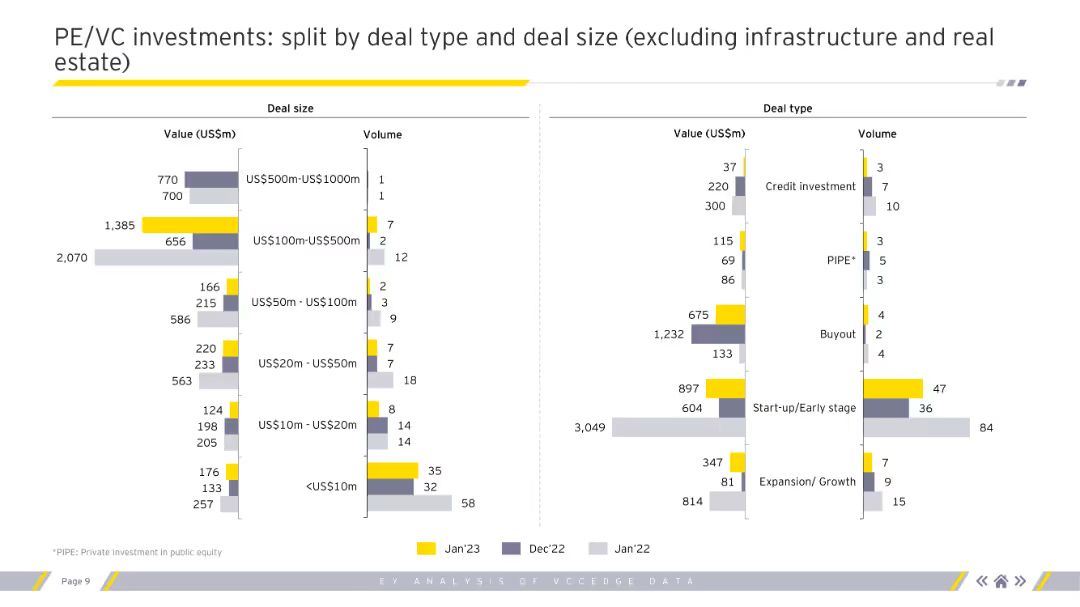 PE/VC investments: split by deal type and deal size (excluding infrastructure and real
estate)
Deal size
Value (US$m)
Volume
770
700
US$500m-US$1000m
1
1
1,385
656
2,070
US$100m-US$500m
7
2
12
166
215
586
US$50m - US$100m
2
3
9
220
233
563
US$20m - US$50m
7
7
18
124
198
205
US$10m - US$20m
8
14
14
176
133
257
<US$10m
35
32
58
Deal type
Value (US$m)
Volume
37
220
300
Credit investment
3
7
10
115
69
86
PIPE*
3
5
3
675
1,232
133
Buyout
4
2
4
897
604
3,049
Start-up/Early stage
47
36
84
347
81
814
Expansion/ Growth
7
9
15
*PIPE: Private investment in public equity
Jan'23
Dec'22
Jan'22
Page 9
EY ANALYSIS OF VCCEDGE DATA